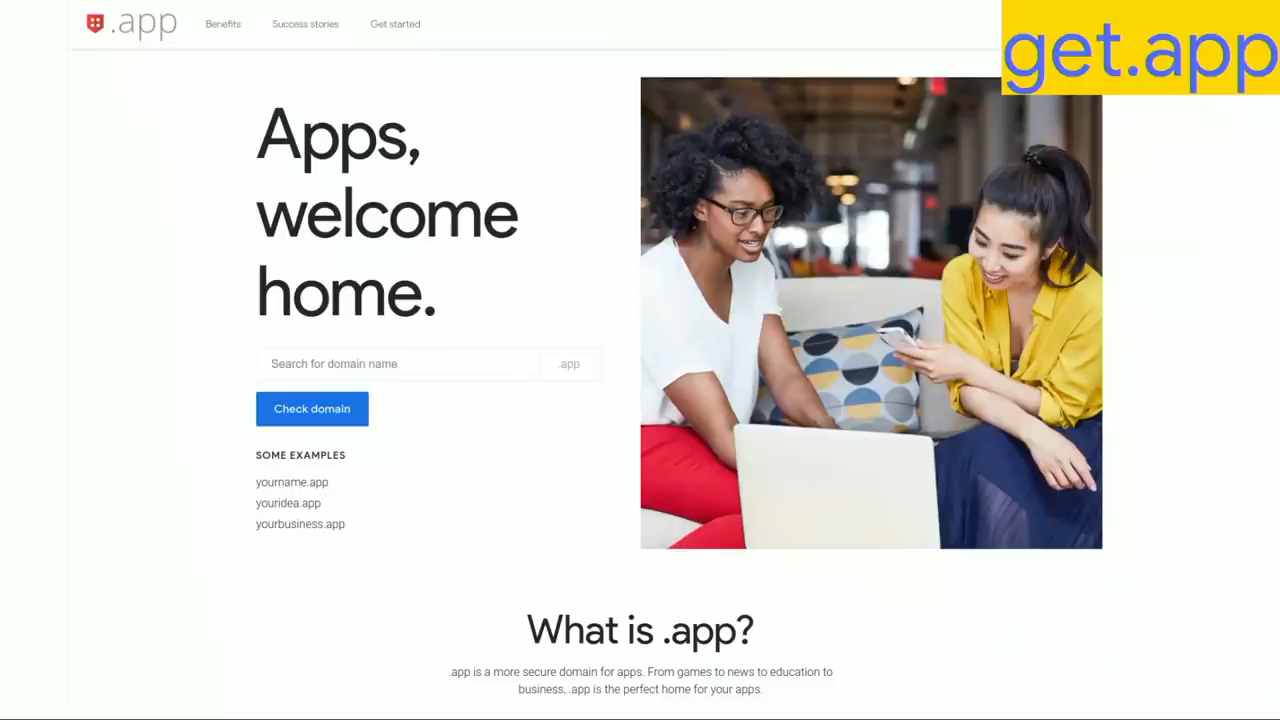 .app
Benefits
Success stories
Get started
get.app
Apps,
welcome
home.
Search for domain name
.app
Check domain
SOME EXAMPLES
yourname.app
youridea.app
yourbusiness.app
What is .app?
.app is a more secure domain for apps. From games to news to education to
business, .app is the perfect home for your apps.